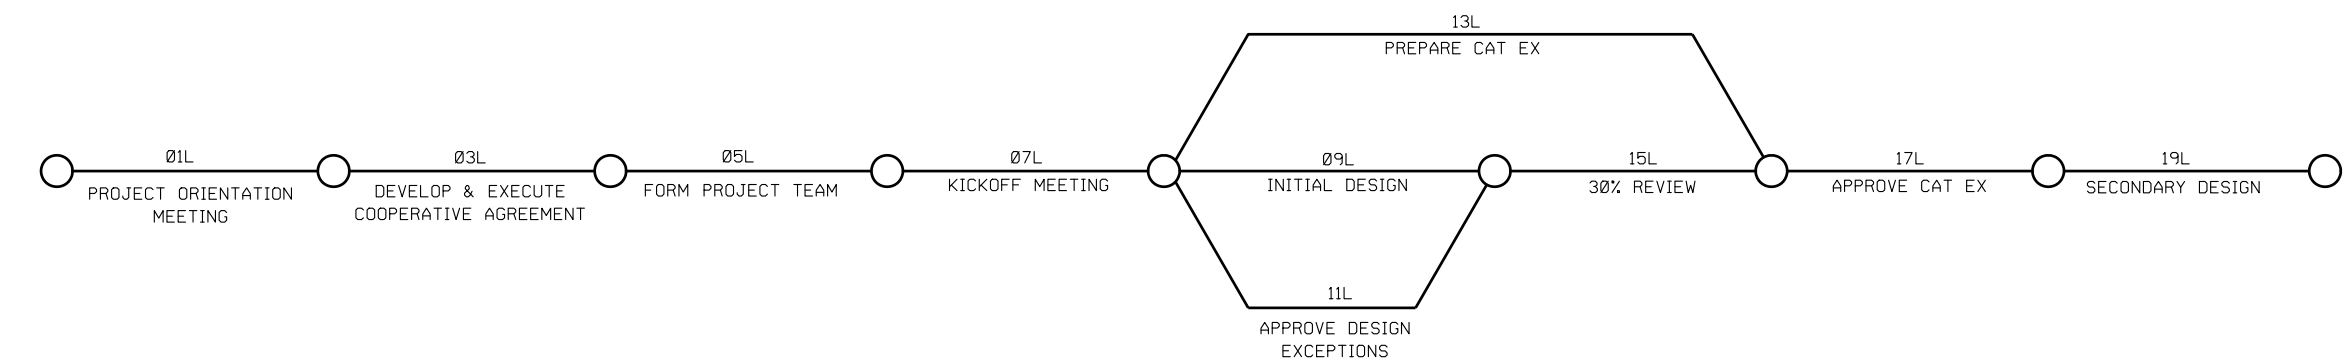 13L
PREPARE CAT EX
Ø1L
PROJECT ORIENTATION
MEETING
Ø3L
DEVELOP & EXECUTE
COOPERATIVE AGREEMENT
Ø5L
FORM PROJECT TEAM
Ø7L
KICKOFF MEETING
Ø9L
INITIAL DESIGN
15L
3Ø% REVIEW
17L
APPROVE CAT EX
19L
SECONDARY DESIGN
11L
APPROVE DESIGN
EXCEPTIONS